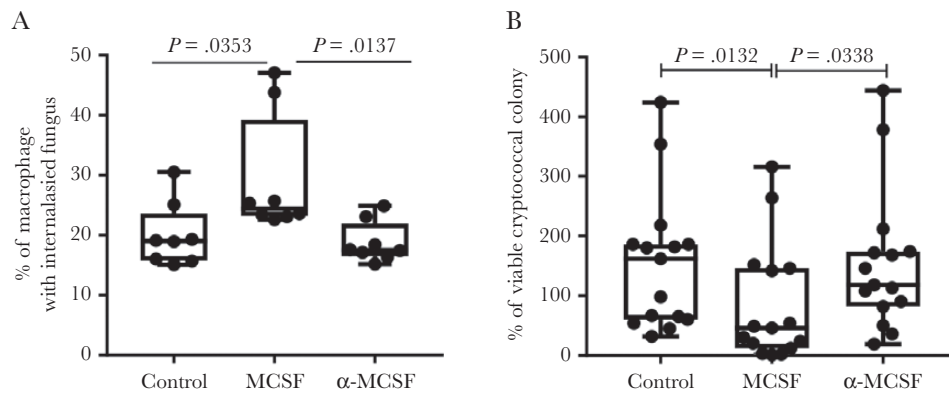 A
P = .0353
P = .0137
% of macrophage
with internalasied fungus
50
40
30
20
10
0
Control
MCSF
α-MCSF
B
P = .0132
P = .0338
% of viable cryptococcal colony
500
400
300
200
100
0
Control
MCSF
α-MCSF